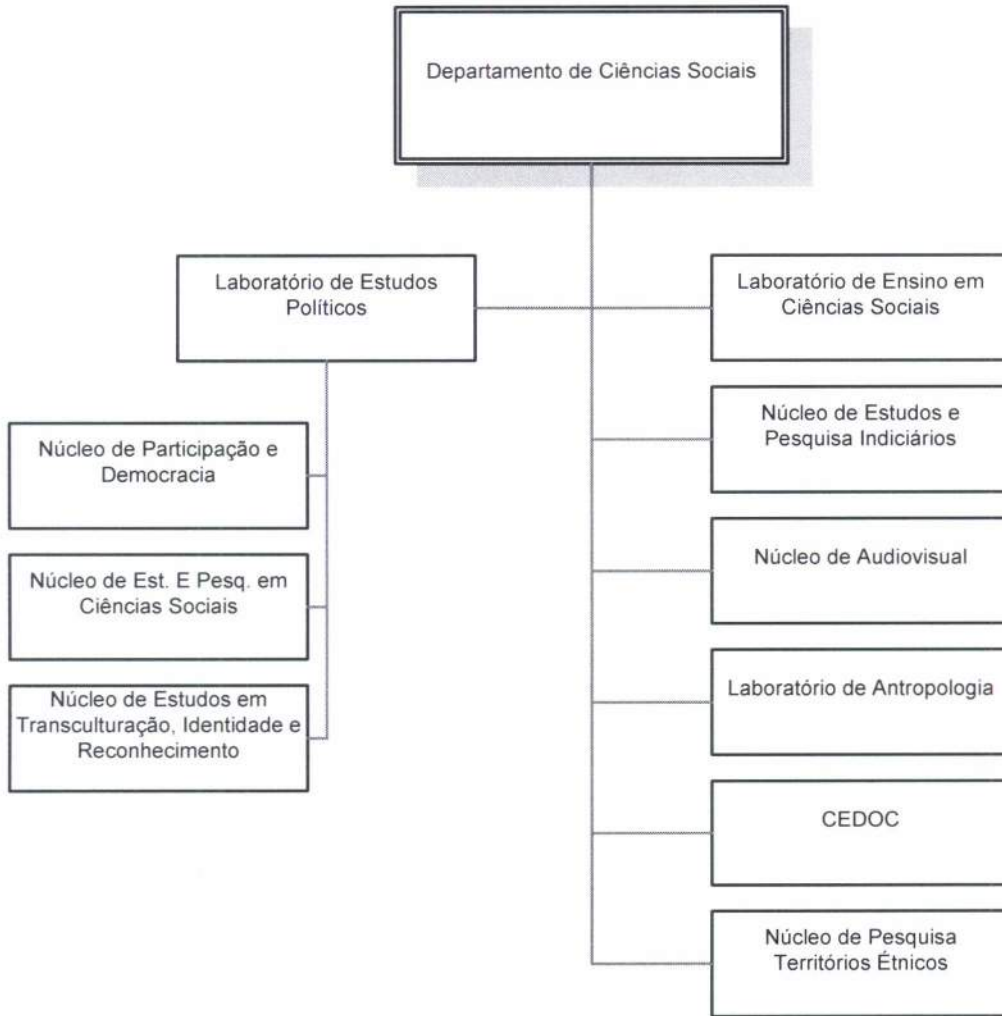 Departamento de Ciências Sociais
Laboratório de Estudos
Políticos
Núcleo de Participação e
Democracia
Núcleo de Est. E Pesq. em
Ciências Sociais
Núcleo de Estudos em
Transculturação, Identidade e
Reconhecimento
Laboratório de Ensino em
Ciências Sociais
Núcleo de Estudos e
Pesquisa Indiciários
Núcleo de Audiovisual
Laboratório de Antropologia
CEDOC
Núcleo de Pesquisa
Territórios Étnicos